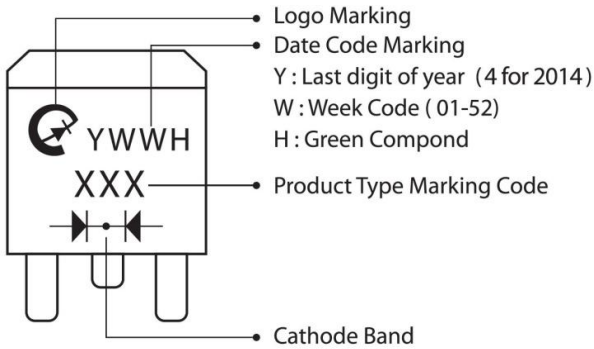 Logo Marking
Date Code Marking
Y : Last digit of year ( 4 for 2014 )
W : Week Code ( 01-52)
H : Green Compond
YWWH
XXX
Product Type Marking Code
Cathode Band